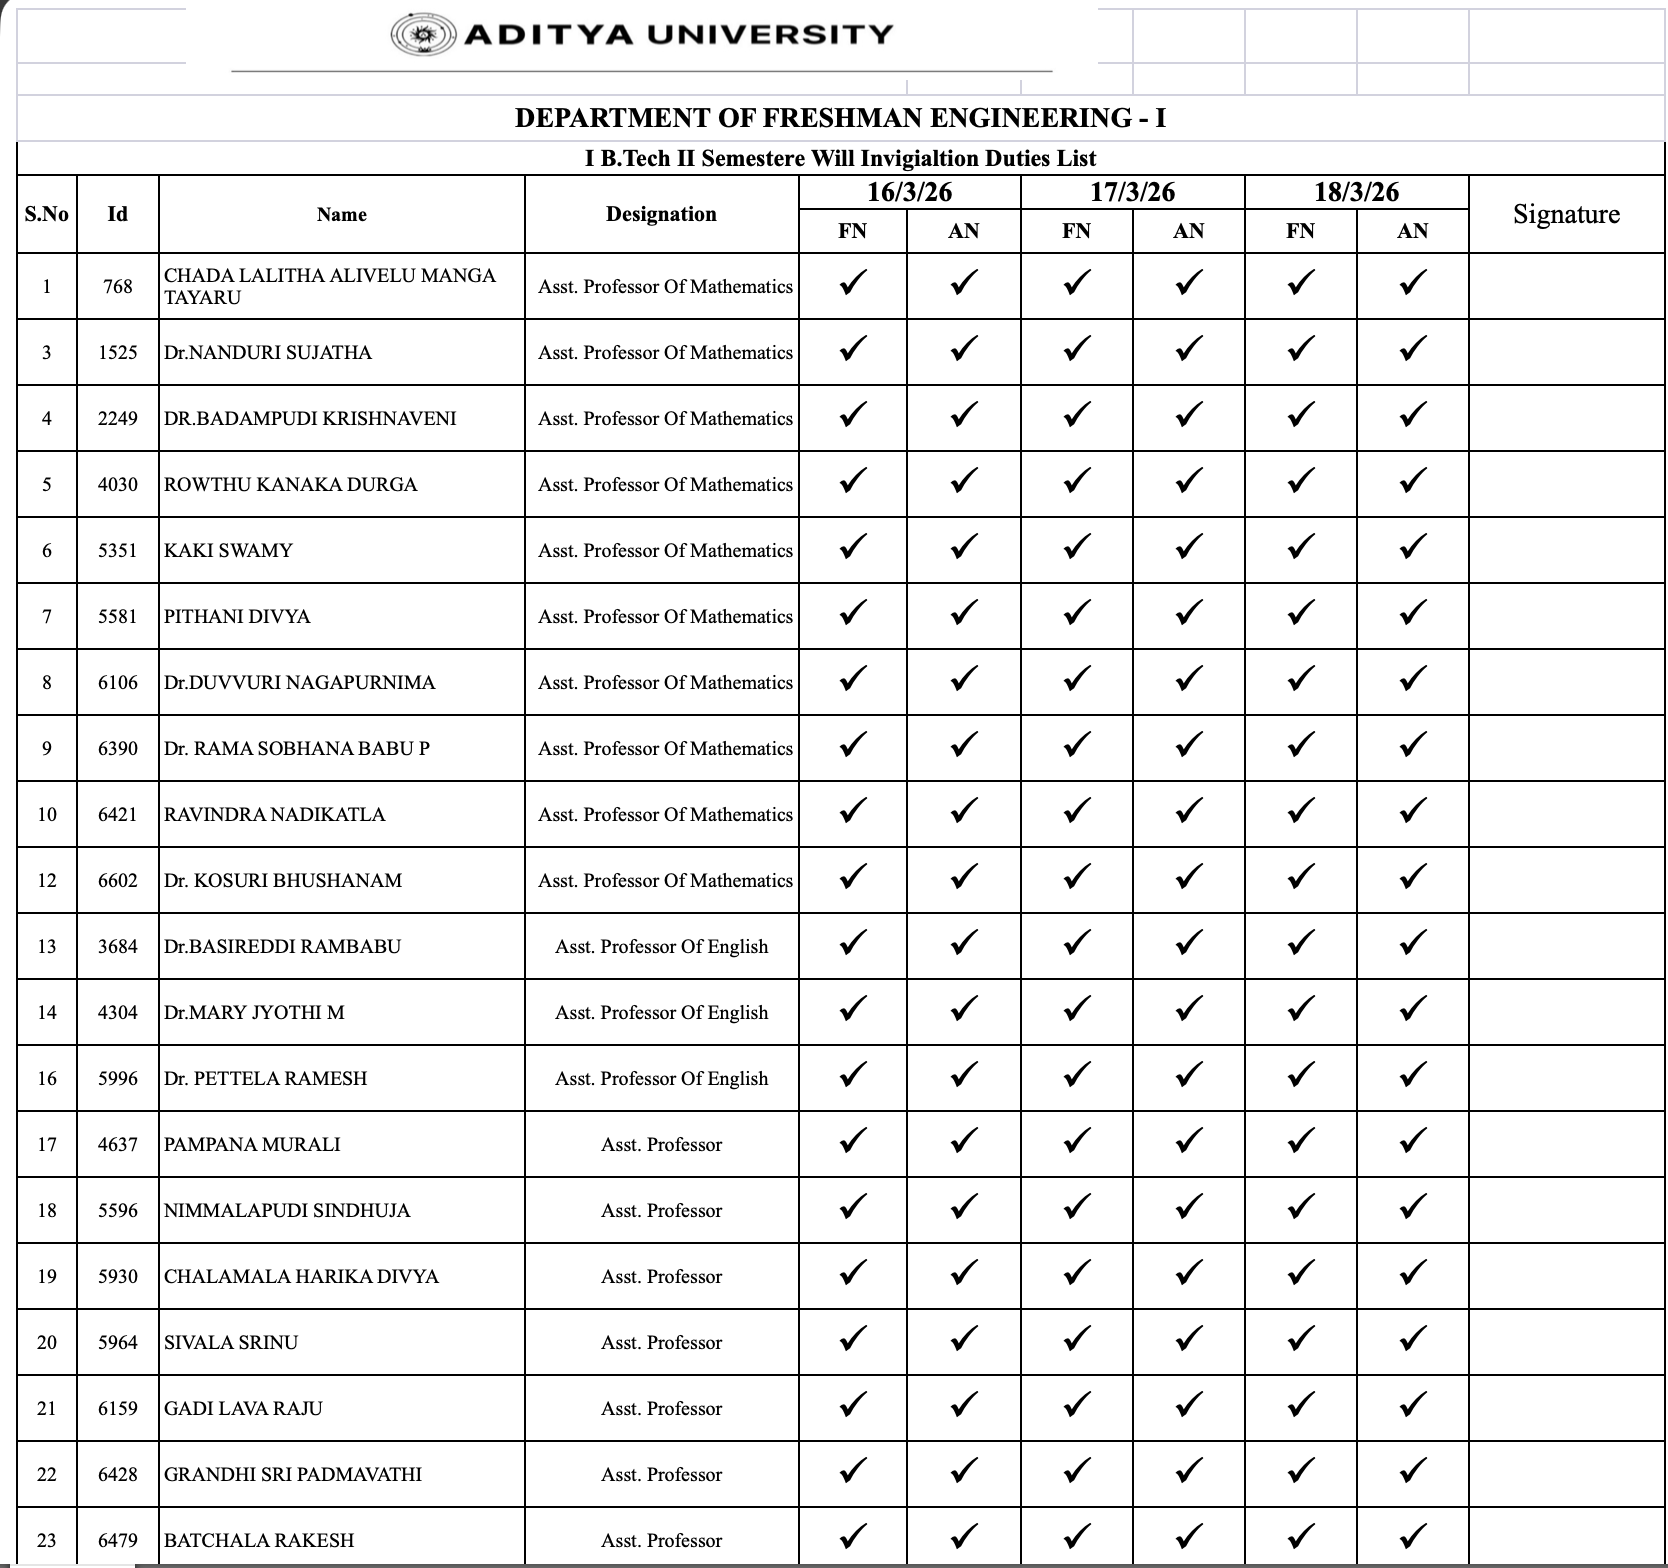 ADITYA UNIVERSITY
DEPARTMENT OF FRESHMAN ENGINEERING - I
I B.Tech II Semestere Will Invigialtion Duties List
S.No Id Name Designation 16/3/26 17/3/26 18/3/26 Signature
FN AN FN AN FN AN
1 768 CHADA LALITHA ALIVELU MANGA TAYARU Asst. Professor Of Mathematics ✓ ✓ ✓ ✓ ✓ ✓
3 1525 Dr.NANDURI SUJATHA Asst. Professor Of Mathematics ✓ ✓ ✓ ✓ ✓ ✓
4 2249 DR.BADAMPUDI KRISHNAVENI Asst. Professor Of Mathematics ✓ ✓ ✓ ✓ ✓ ✓
5 4030 ROWTHU KANAKA DURGA Asst. Professor Of Mathematics ✓ ✓ ✓ ✓ ✓ ✓
6 5351 KAKI SWAMY Asst. Professor Of Mathematics ✓ ✓ ✓ ✓ ✓ ✓
7 5581 PITHANI DIVYA Asst. Professor Of Mathematics ✓ ✓ ✓ ✓ ✓ ✓
8 6106 Dr.DUVVURI NAGAPURNIMA Asst. Professor Of Mathematics ✓ ✓ ✓ ✓ ✓ ✓
9 6390 Dr. RAMA SOBHANA BABU P Asst. Professor Of Mathematics ✓ ✓ ✓ ✓ ✓ ✓
10 6421 RAVINDRA NADIKATLA Asst. Professor Of Mathematics ✓ ✓ ✓ ✓ ✓ ✓
12 6602 Dr. KOSURI BHUSHANAM Asst. Professor Of Mathematics ✓ ✓ ✓ ✓ ✓ ✓
13 3684 Dr.BASIREDDI RAMBABU Asst. Professor Of English ✓ ✓ ✓ ✓ ✓ ✓
14 4304 Dr.MARY JYOTHI M Asst. Professor Of English ✓ ✓ ✓ ✓ ✓ ✓
16 5996 Dr. PETTELA RAMESH Asst. Professor Of English ✓ ✓ ✓ ✓ ✓ ✓
17 4637 PAMPANA MURALI Asst. Professor ✓ ✓ ✓ ✓ ✓ ✓
18 5596 NIMMALAPUDI SINDHUJA Asst. Professor ✓ ✓ ✓ ✓ ✓ ✓
19 5930 CHALAMALA HARIKA DIVYA Asst. Professor ✓ ✓ ✓ ✓ ✓ ✓
20 5964 SIVALA SRINU Asst. Professor ✓ ✓ ✓ ✓ ✓ ✓
21 6159 GADI LAVA RAJU Asst. Professor ✓ ✓ ✓ ✓ ✓ ✓
22 6428 GRANDHI SRI PADMAVATHI Asst. Professor ✓ ✓ ✓ ✓ ✓ ✓
23 6479 BATCHALA RAKESH Asst. Professor ✓ ✓ ✓ ✓ ✓ ✓